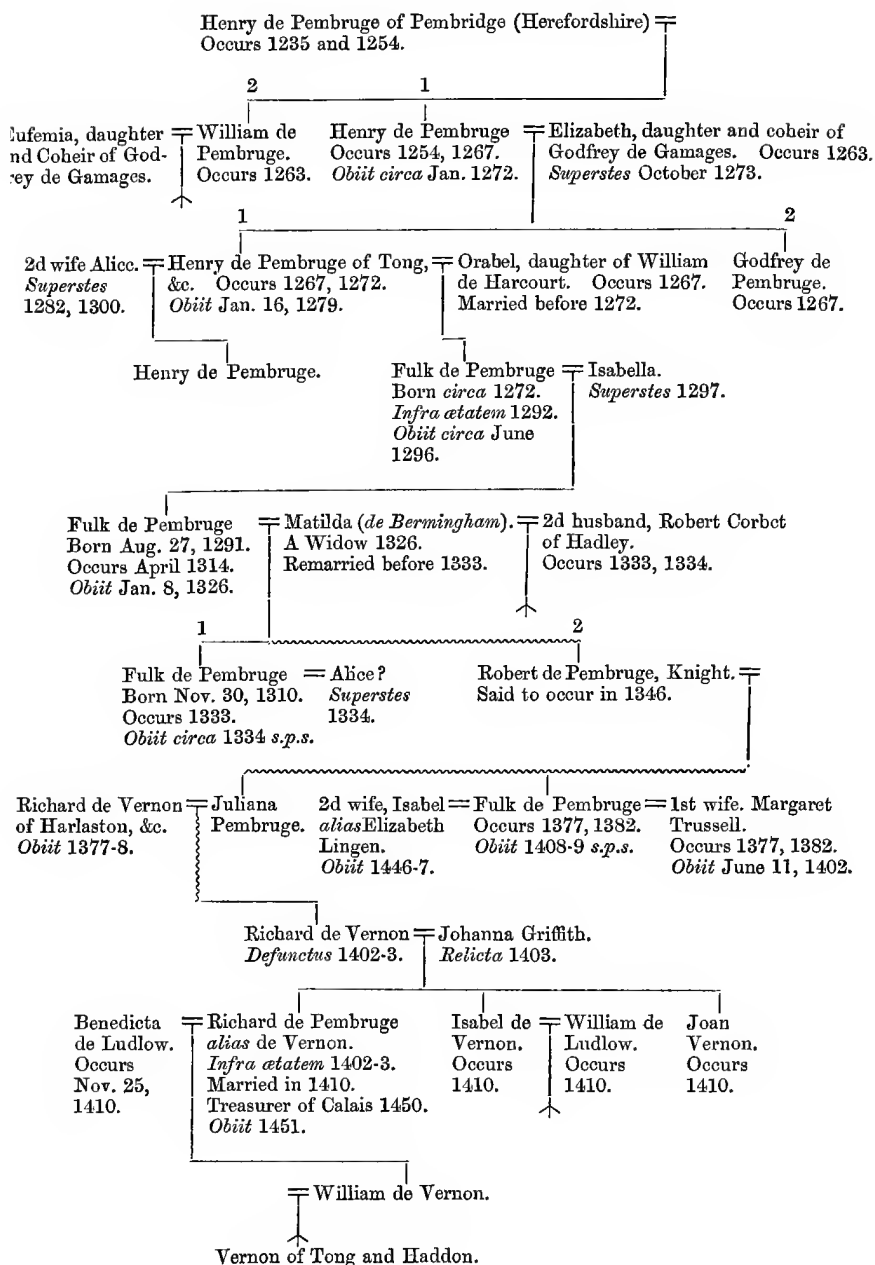 Henry de Pembruge of Pembridge (Herefordshire)
Occurs 1235 and 1254.
2
1
daughter
Coheir of God-
de Gamages.
William de
Pembruge.
Occurs 1263.
Henry de Pembruge
Occurs 1254, 1267.
Obiit circa Jan. 1272.
Elizabeth, daughter and coheir of
Godfrey de Gamages. Occurs 1263.
Superstes October 1273.
1
2
2d wife Alice.
Superstes
1282, 1300.
Henry de Pembruge of Tong,
&c. Occurs 1267, 1272.
Obiit Jan. 16, 1279.
Orabel, daughter of William
de Harcourt. Occurs 1267.
Married before 1272.
Godfrey de
Pembruge.
Occurs 1267.
Henry de Pembruge.
Fulk de Pembruge
Born circa 1272.
Infra ætatem 1292.
Obiit circa June
1296.
Isabella.
Superstes 1297.
Fulk de Pembruge
Born Aug. 27, 1291.
Occurs April 1314.
Obiit Jan. 8, 1326.
Matilda (de Bermingham).
A Widow 1326.
Remarried before 1333.
2d husband, Robert Corbet
of Hadley.
Occurs 1333, 1334.
1
2
Fulk de Pembruge
Born Nov. 30, 1310.
Occurs 1333.
Obiit circa 1334 s.p.s.
Alice?
Superstes
1334.
Robert de Pembruge, Knight.
Said to occur in 1346.
Richard de Vernon
of Harlaston, &c.
Obiit 1377-8.
Juliana
Pembruge.
2d wife, Isabel
alias Elizabeth
Lingen.
Obiit 1446-7.
Fulk de Pembruge
Occurs 1377, 1382.
Obiit 1408-9 s.p.s.
1st wife. Margaret
Trussell.
Occurs 1377, 1382.
Obiit June 11, 1402.
Richard de Vernon
Defunctus 1402-3.
Johanna Griffith.
Relicta 1403.
Benedicta
de Ludlow.
Occurs
Nov. 25,
1410.
Richard de Pembruge
alias de Vernon.
Infra ætatem 1402-3.
Married in 1410.
Treasurer of Calais 1450.
Obiit 1451.
Isabel de
Vernon.
Occurs
1410.
William de
Ludlow.
Occurs
1410.
Joan
Vernon.
Occurs
1410.
William de Vernon.
Vernon of Tong and Haddon.